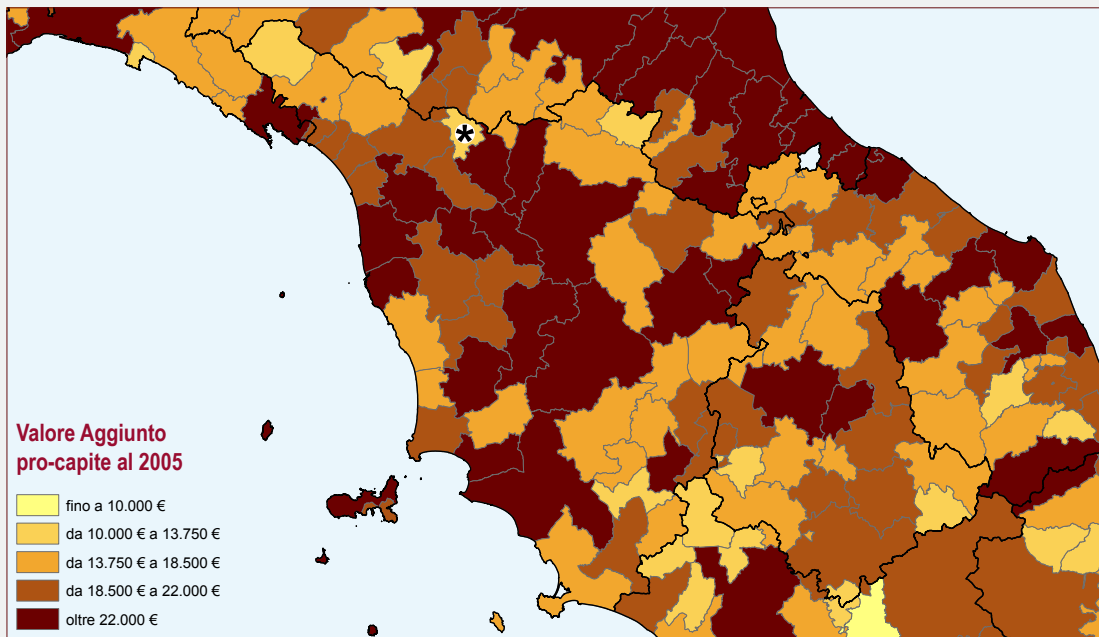 *
Valore Aggiunto
pro-capite al 2005
fino a 10.000 €
da 10.000 € a 13.750 €
da 13.750 € a 18.500 €
da 18.500 € a 22.000 €
oltre 22.000 €